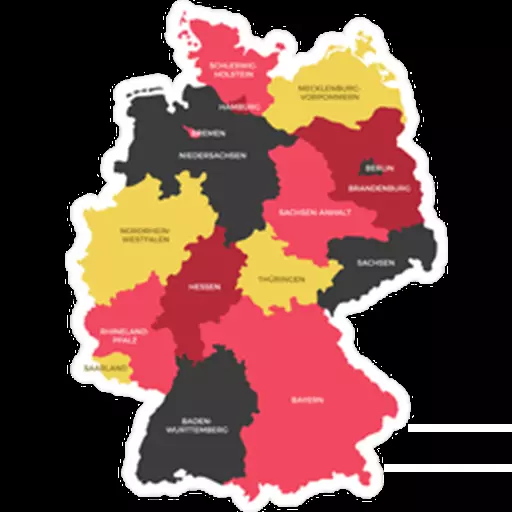 SCHLESWIG-
HOLSTEIN
MECKLENBURG-
VORPOMMERN
HAMBURG
BREMEN
NIEDERSACHSEN
BERLIN
BRANDENBURG
SACHSEN-ANHALT
NORDRHEIN-
WESTFALEN
SACHSEN
THÜRINGEN
HESSEN
RHEINLAND-
PFALZ
SAARLAND
BAYERN
BADEN-
WÜRTTEMBERG